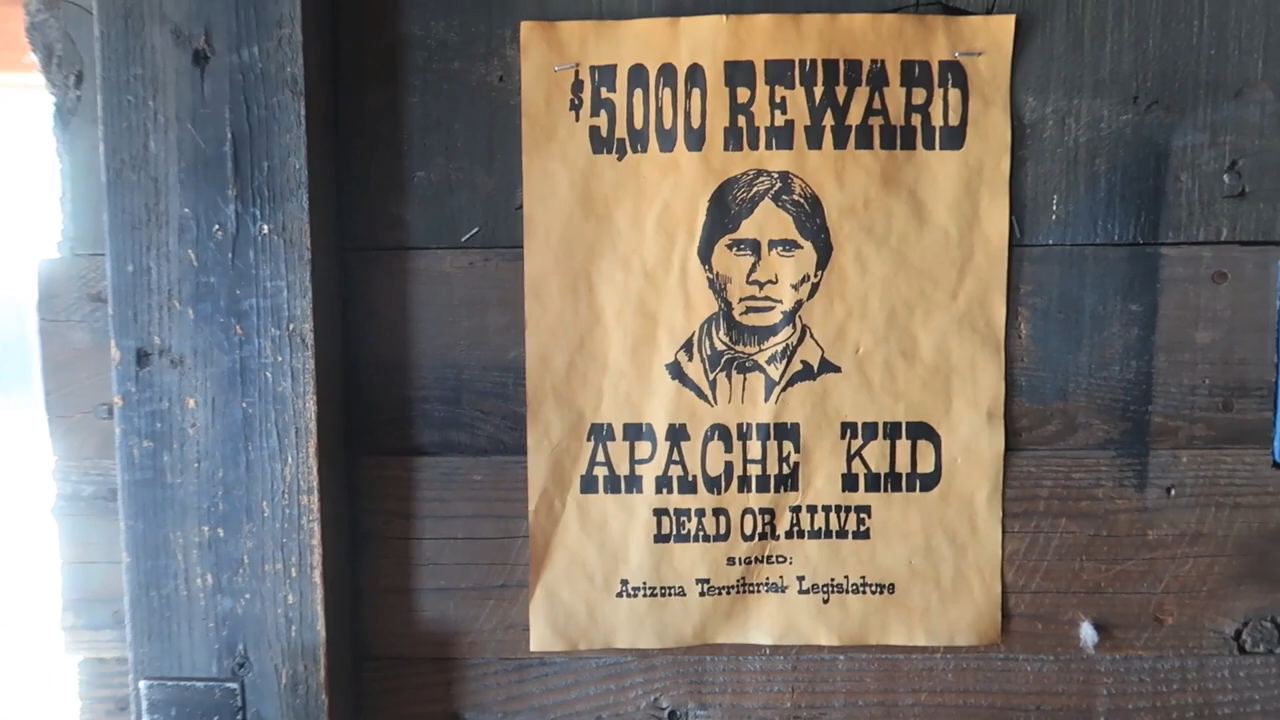 $5,000 REWARD
APACHE KID
DEAD OR ALIVE
SIGNED:
Arizona Territorial Legislature